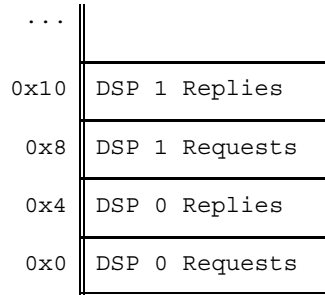 ...
0x10 DSP 1 Replies
0x8 DSP 1 Requests
0x4 DSP 0 Replies
0x0 DSP 0 Requests